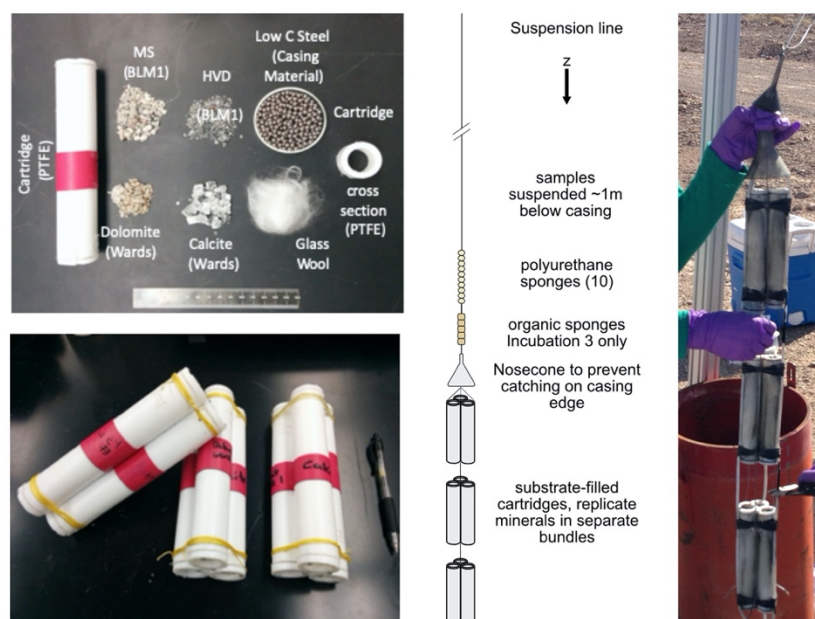 MS
(BLM1)
HVD
(BLM1)
Low C Steel
(Casing
Material)
Cartridge
(PTFE)
Cartridge
cross
section
(PTFE)
Dolomite
(Wards)
Calcite
(Wards)
Glass
Wool
Suspension line
z
samples
suspended ~1m
below casing
polyurethane
sponges (10)
organic sponges
Incubation 3 only
Nosecone to prevent
catching on casing
edge
substrate-filled
cartridges, replicate
minerals in separate
bundles